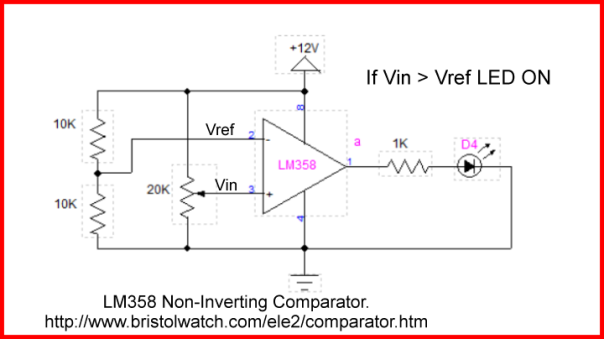 +12V
If Vin > Vref LED ON
10K
Vref
8
2
-
a
1K
D4
LM358
1
20K
Vin
3
+
10K
4
LM358 Non-Inverting Comparator.
http://www.bristolwatch.com/ele2/comparator.htm